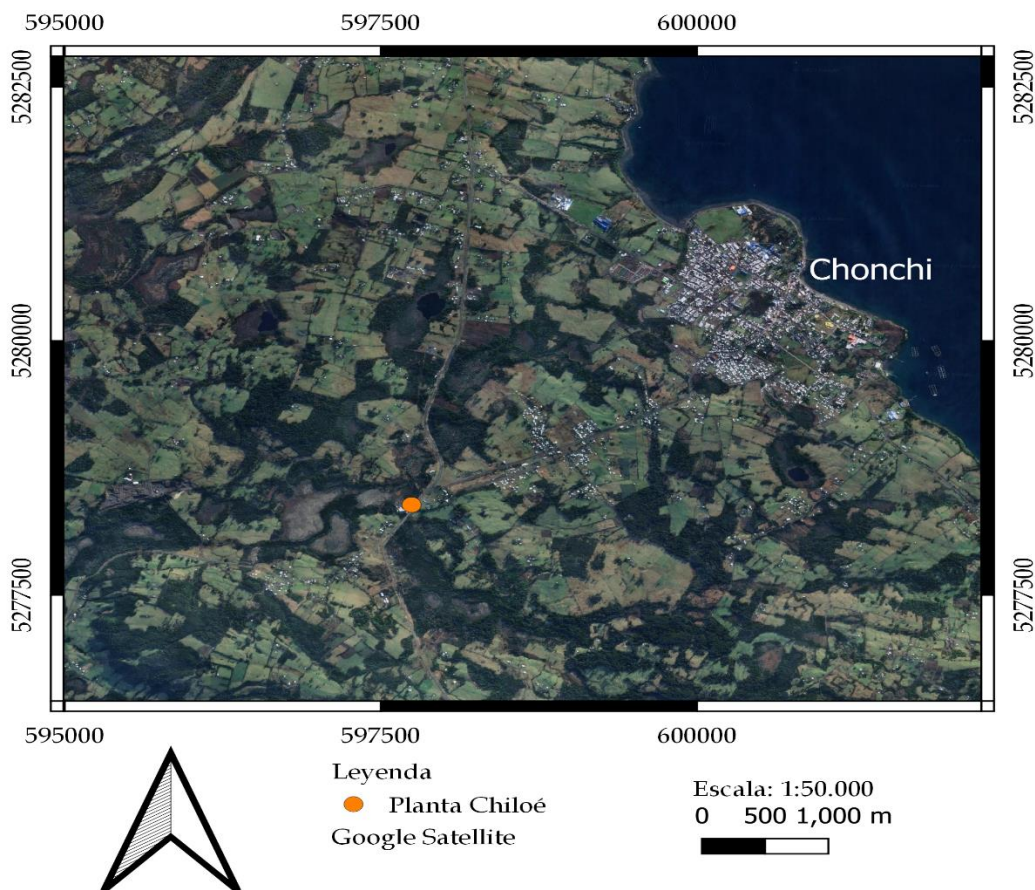 595000 597500 600000
5282500 5282500
Chonchi
5280000 5280000
5277500 5277500
595000 597500 600000
Leyenda
Planta Chiloé
Google Satellite
Escala: 1:50.000
0 500 1,000 m